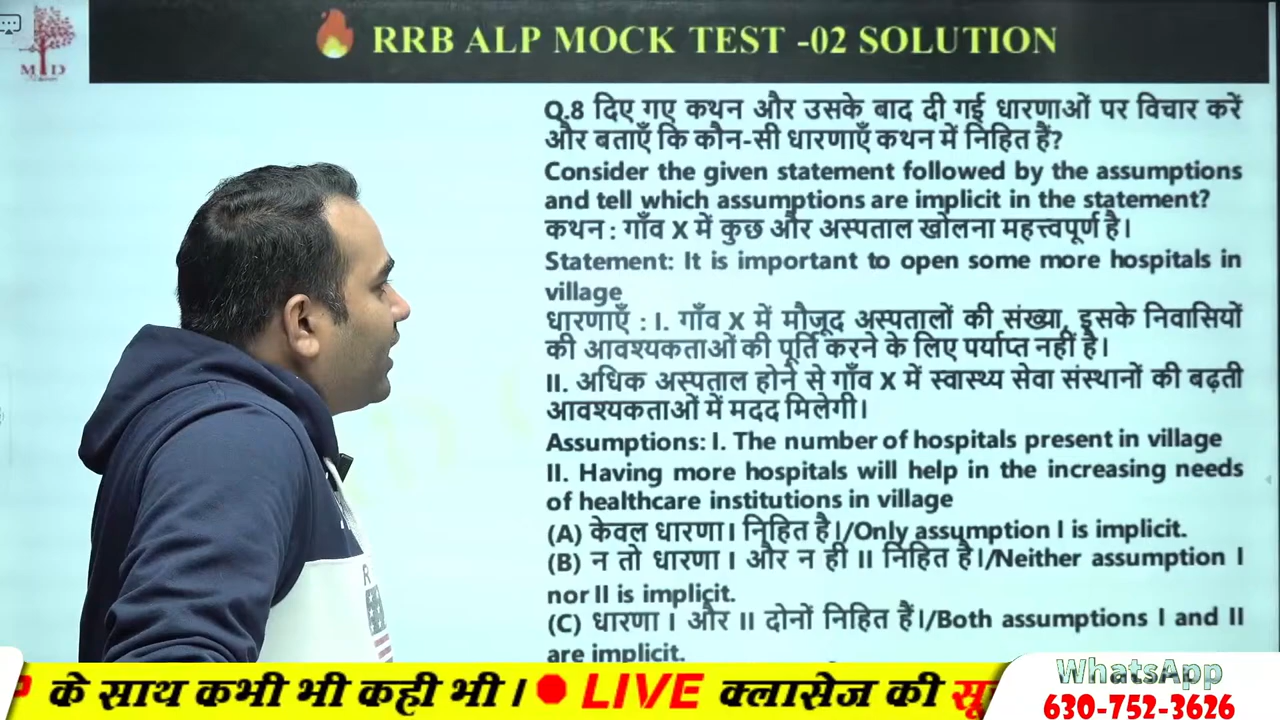 M D
RRB ALP MOCK TEST -02 SOLUTION
Q.8 दिए गए कथन और उसके बाद दी गई धारणाओं पर विचार करें
और बताएँ कि कौन-सी धारणाएँ कथन में निहित हैं?
Consider the given statement followed by the assumptions
and tell which assumptions are implicit in the statement?
कथन : गाँव X में कुछ और अस्पताल खोलना महत्त्वपूर्ण है।
Statement: It is important to open some more hospitals in
village
धारणाएँ : I. गाँव X में मौजूद अस्पतालों की संख्या, इसके निवासियों
की आवश्यकताओं की पूर्ति करने के लिए पर्याप्त नहीं है।
II. अधिक अस्पताल होने से गाँव X में स्वास्थ्य सेवा संस्थानों की बढ़ती
आवश्यकताओं में मदद मिलेगी।
Assumptions: I. The number of hospitals present in village
II. Having more hospitals will help in the increasing needs
of healthcare institutions in village
(A) केवल धारणा I निहित है।/Only assumption I is implicit.
(B) न तो धारणा I और न ही II निहित है।/Neither assumption I
nor II is implicit.
(C) धारणा I और II दोनों निहित हैं।/Both assumptions I and II
are implicit.
के साथ कभी भी कही भी । LIVE क्लासेज की
WhatsApp
630-752-3626